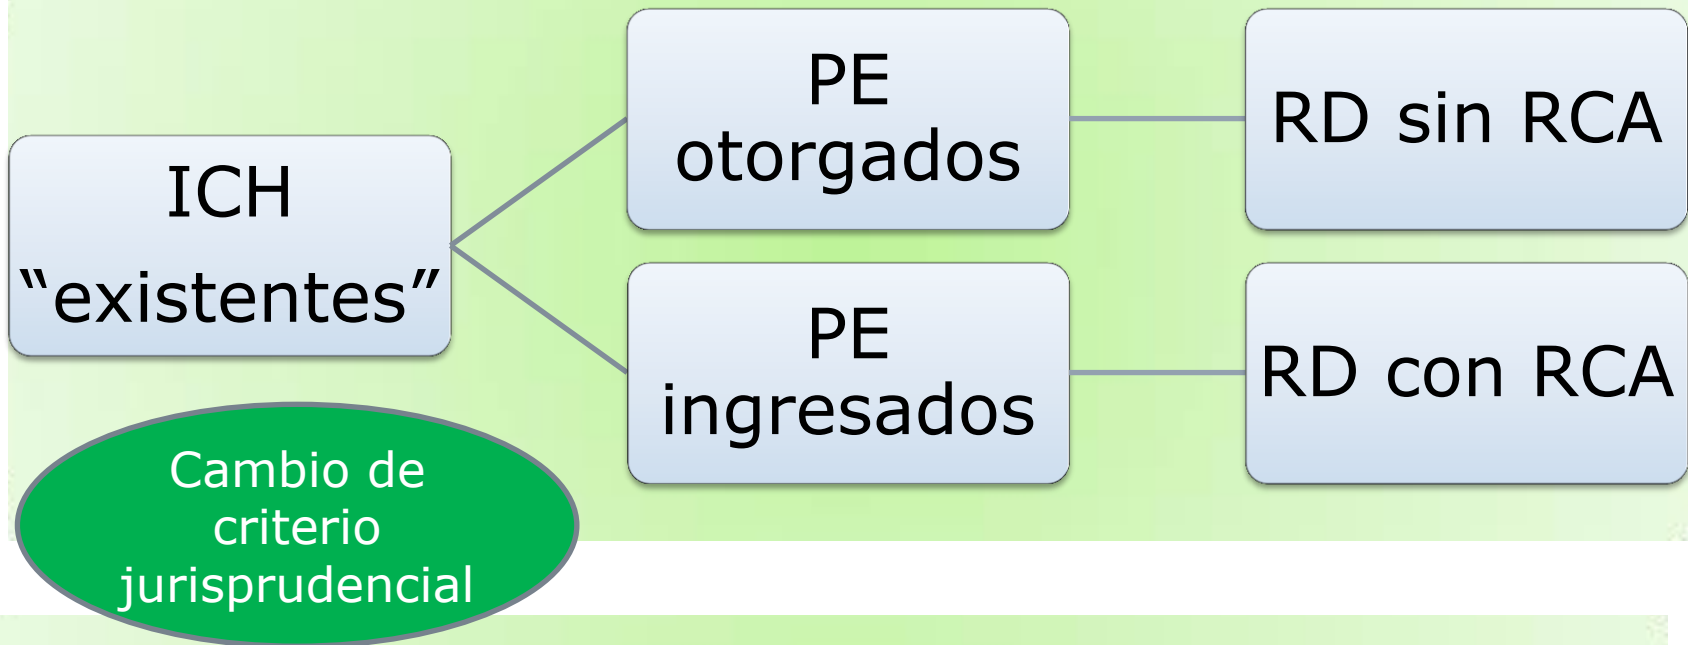 ICH
“existentes”
PE
otorgados
RD sin RCA
PE
ingresados
RD con RCA
Cambio de
criterio
jurisprudencial